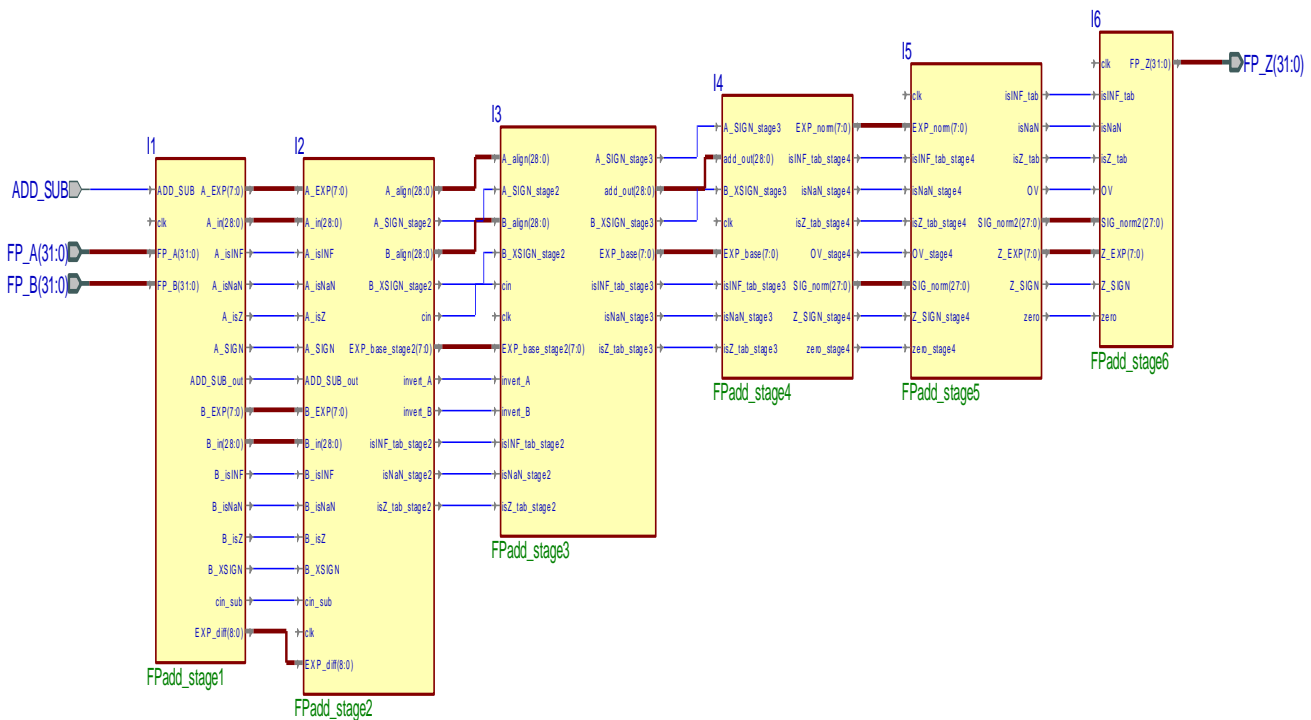 ADD_SUB
FP_A(31:0)
FP_B(31:0)
I1
ADD_SUB
clk
FP_A(31:0)
FP_B(31:0)
A_EXP(7:0)
A_in(28:0)
A_isINF
A_isNaN
A_isZ
A_SIGN
ADD_SUB_out
B_EXP(7:0)
B_in(28:0)
B_isINF
B_isNaN
B_isZ
B_XSIGN
cin_sub
EXP_diff(8:0)
FPadd_stage1
I2
A_EXP(7:0)
A_in(28:0)
A_isINF
A_isNaN
A_isZ
A_SIGN
ADD_SUB_out
B_EXP(7:0)
B_in(28:0)
B_isINF
B_isNaN
B_isZ
B_XSIGN
cin_sub
clk
EXP_diff(8:0)
A_align(28:0)
A_SIGN_stage2
B_align(28:0)
B_XSIGN_stage2
cin
EXP_base_stage2(7:0)
invert_A
invert_B
isINF_tab_stage2
isNaN_stage2
isZ_tab_stage2
FPadd_stage2
I3
A_align(28:0)
A_SIGN_stage2
B_align(28:0)
B_XSIGN_stage2
cin
clk
EXP_base_stage2(7:0)
invert_A
invert_B
isINF_tab_stage2
isNaN_stage2
isZ_tab_stage2
A_SIGN_stage3
add_out(28:0)
B_XSIGN_stage3
EXP_base(7:0)
isINF_tab_stage3
isNaN_stage3
isZ_tab_stage3
FPadd_stage3
I4
A_SIGN_stage3
add_out(28:0)
B_XSIGN_stage3
clk
EXP_base(7:0)
isINF_tab_stage3
isNaN_stage3
isZ_tab_stage3
EXP_norm(7:0)
isINF_tab_stage4
isNaN_stage4
isZ_tab_stage4
OV_stage4
SIG_norm(27:0)
Z_SIGN_stage4
zero_stage4
FPadd_stage4
I5
clk
EXP_norm(7:0)
isINF_tab_stage4
isNaN_stage4
isZ_tab_stage4
OV_stage4
SIG_norm(27:0)
Z_SIGN_stage4
zero_stage4
isINF_tab
isNaN
isZ_tab
OV
SIG_norm2(27:0)
Z_EXP(7:0)
Z_SIGN
zero
FPadd_stage5
I6
clk
isINF_tab
isNaN
isZ_tab
OV
SIG_norm2(27:0)
Z_EXP(7:0)
Z_SIGN
zero
FP_Z(31:0)
FPadd_stage6
FP_Z(31:0)